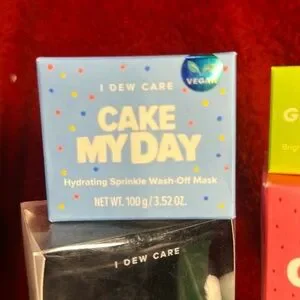 VEGAN
I DEW CARE
CAKE
MY DAY
Hydrating Sprinkle Wash-Off Mask
NET WT. 100 g / 3.52 OZ.
I DEW CARE